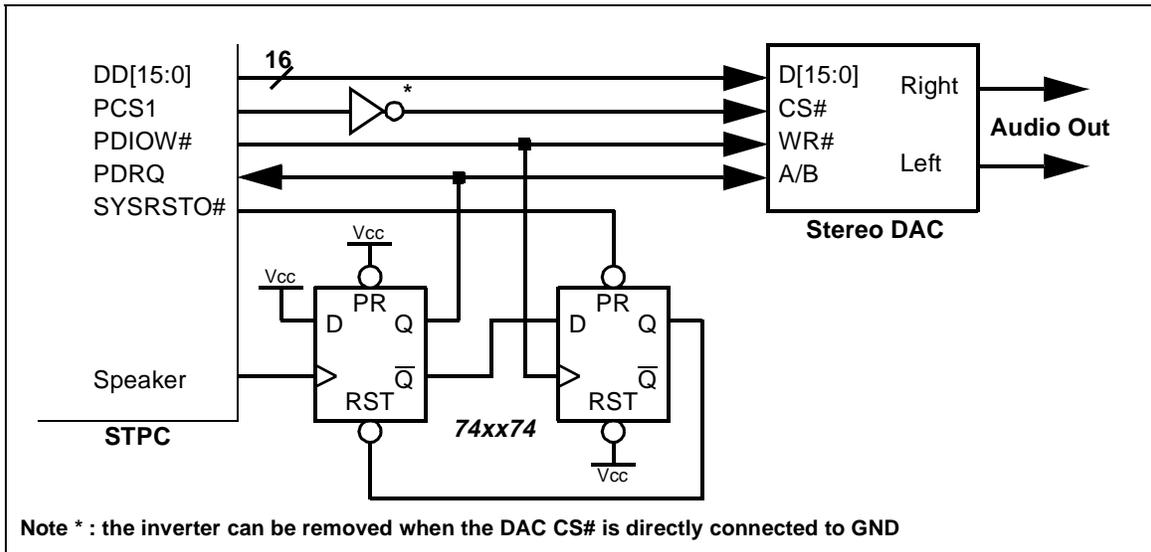 16
DD[15:0]
PCS1
PDIOW#
PDRQ
SYSRSTO#
Speaker
STPC
*
D[15:0]
CS#
WR#
A/B
Right
Left
Audio Out
Stereo DAC
Vcc
Vcc
PR
D Q
Q̅
RST
74xx74
PR
D Q
Q̅
RST
Vcc
Note * : the inverter can be removed when the DAC CS# is directly connected to GND